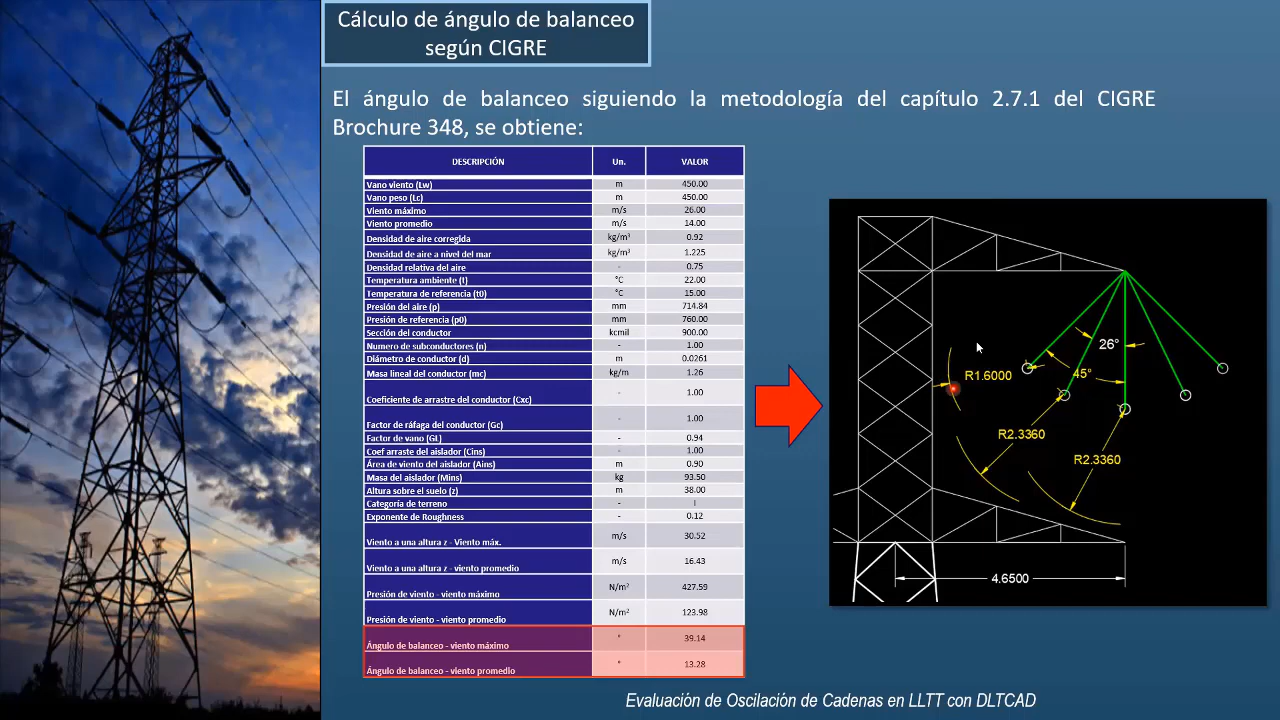 Cálculo de ángulo de balanceo
según CIGRE
El ángulo de balanceo siguiendo la metodología del capítulo 2.7.1 del CIGRE
Brochure 348, se obtiene:
DESCRIPCIÓN Un. VALOR
Vano viento (Lw) m 450.00
Vano peso (Lc) m 450.00
Viento máximo m/s 26.00
Viento promedio m/s 14.00
Densidad de aire corregida kg/m³ 0.92
Densidad de aire a nivel del mar kg/m³ 1.225
Densidad relativa del aire - 0.75
Temperatura ambiente (t) °C 22.00
Temperatura de referencia (t0) °C 15.00
Presión del aire (p) mm 714.84
Presión de referencia (p0) mm 760.00
Sección del conductor kcmil 900.00
Numero de subconductores (n) - 1.00
Diámetro de conductor (d) m 0.0261
Masa lineal del conductor (mc) kg/m 1.26
Coeficiente de arrastre del conductor (Cxc) - 1.00
Factor de ráfaga del conductor (Gc) - 1.00
Factor de vano (GL) - 0.94
Coef arraste del aislador (Cins) - 1.00
Área de viento del aislador (Ains) m 0.90
Masa del aislador (Mins) kg 93.50
Altura sobre el suelo (z) m 38.00
Categoría de terreno - I
Exponente de Roughness - 0.12
Viento a una altura z - Viento máx. m/s 30.52
Viento a una altura z - viento promedio m/s 16.43
Presión de viento - viento máximo N/m² 427.59
Presión de viento - viento promedio N/m² 123.98
Ángulo de balanceo - viento máximo ° 39.14
Ángulo de balanceo - viento promedio ° 13.28
26°
45°
R1.6000
R2.3360
R2.3360
4.6500
Evaluación de Oscilación de Cadenas en LLTT con DLTCAD